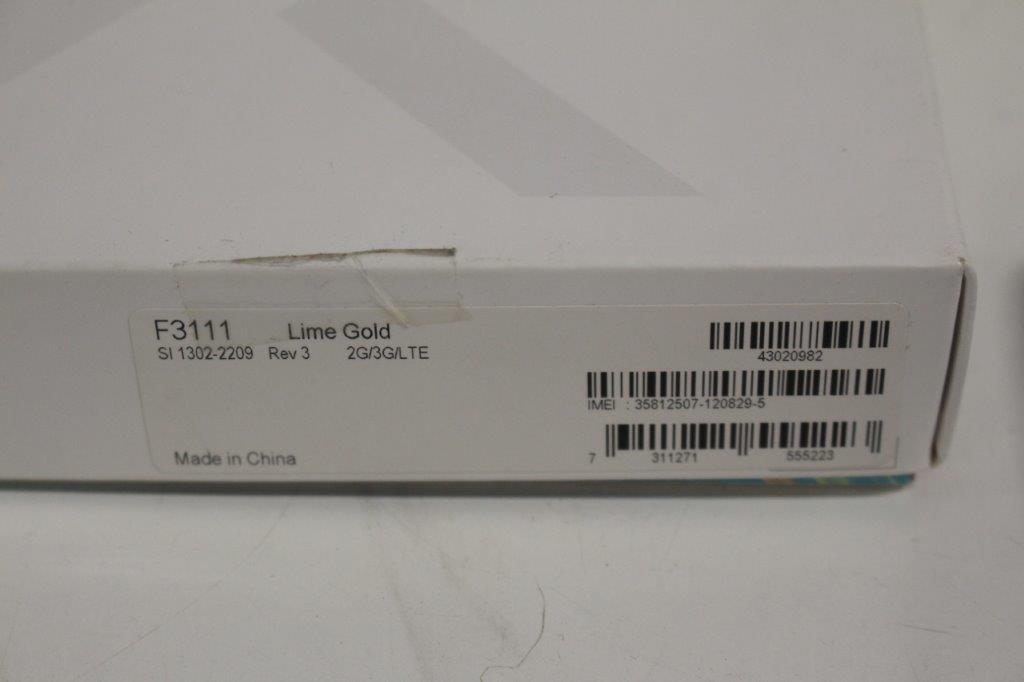 F3111 Lime Gold
SI 1302-2209 Rev 3 2G/3G/LTE
43020982
IMEI : 35812507-120829-5
7 311271 555223
Made in China